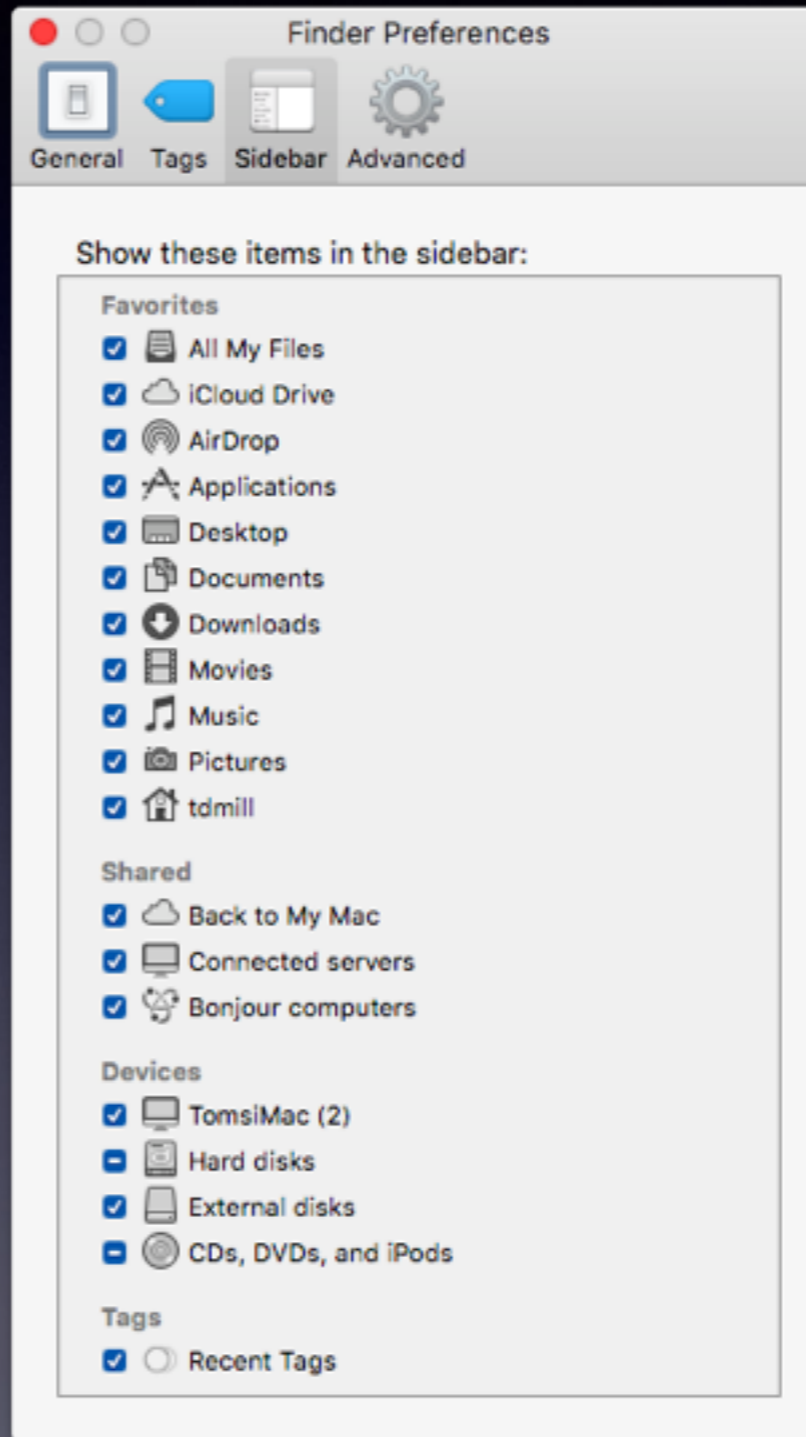 Finder Preferences
General Tags Sidebar Advanced
Show these items in the sidebar:
Favorites
All My Files
iCloud Drive
AirDrop
Applications
Desktop
Documents
Downloads
Movies
Music
Pictures
tdmill
Shared
Back to My Mac
Connected servers
Bonjour computers
Devices
TomsiMac (2)
Hard disks
External disks
CDs, DVDs, and iPods
Tags
Recent Tags